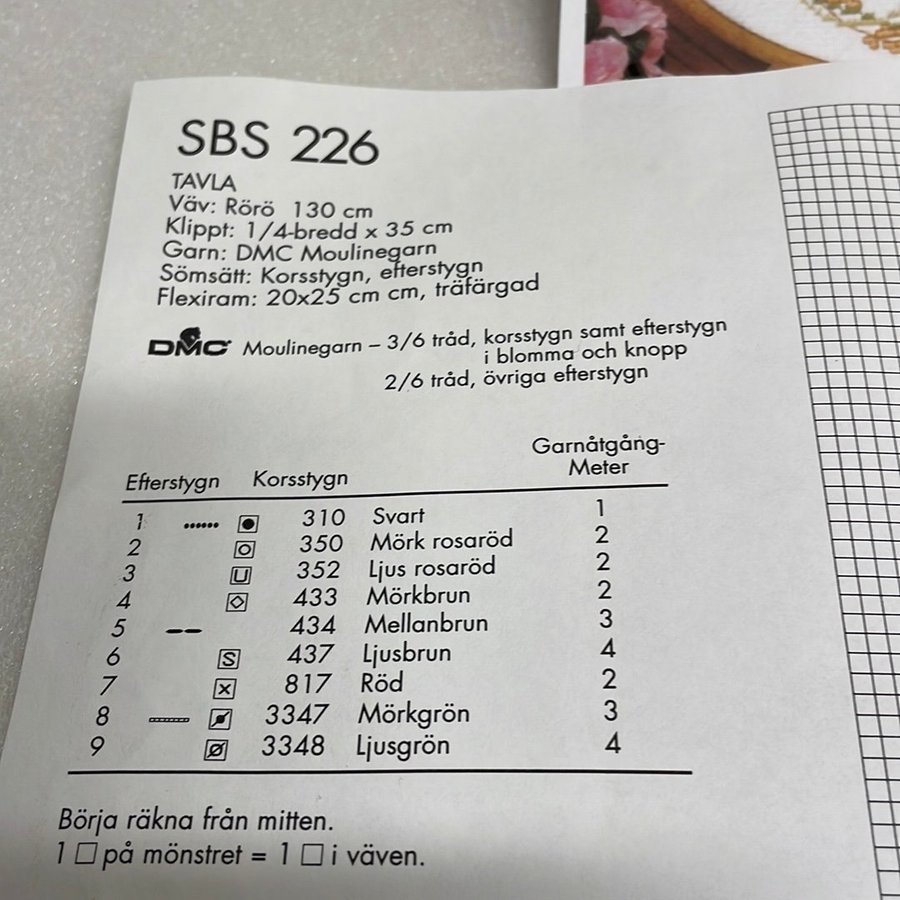 SBS 226
TAVLA
Väv: Rörö 130 cm
Klippt: 1/4-bredd x 35 cm
Garn: DMC Moulinegarn
Sömsätt: Korsstygn, efterstygn
Flexiram: 20x25 cm cm, träfärgad
DMC Moulinegarn – 3/6 tråd, korsstygn samt efterstygn
i blomma och knopp
2/6 tråd, övriga efterstygn
Garnåtgång-
Efterstygn Korsstygn Meter
1 310 Svart 1
2 350 Mörk rosaröd 2
3 352 Ljus rosaröd 2
4 433 Mörkbrun 2
5 434 Mellanbrun 3
6 S 437 Ljusbrun 4
7 817 Röd 2
8 3347 Mörkgrön 3
9 3348 Ljusgrön 4
Börja räkna från mitten.
1 □ på mönstret = 1 □ i väven.